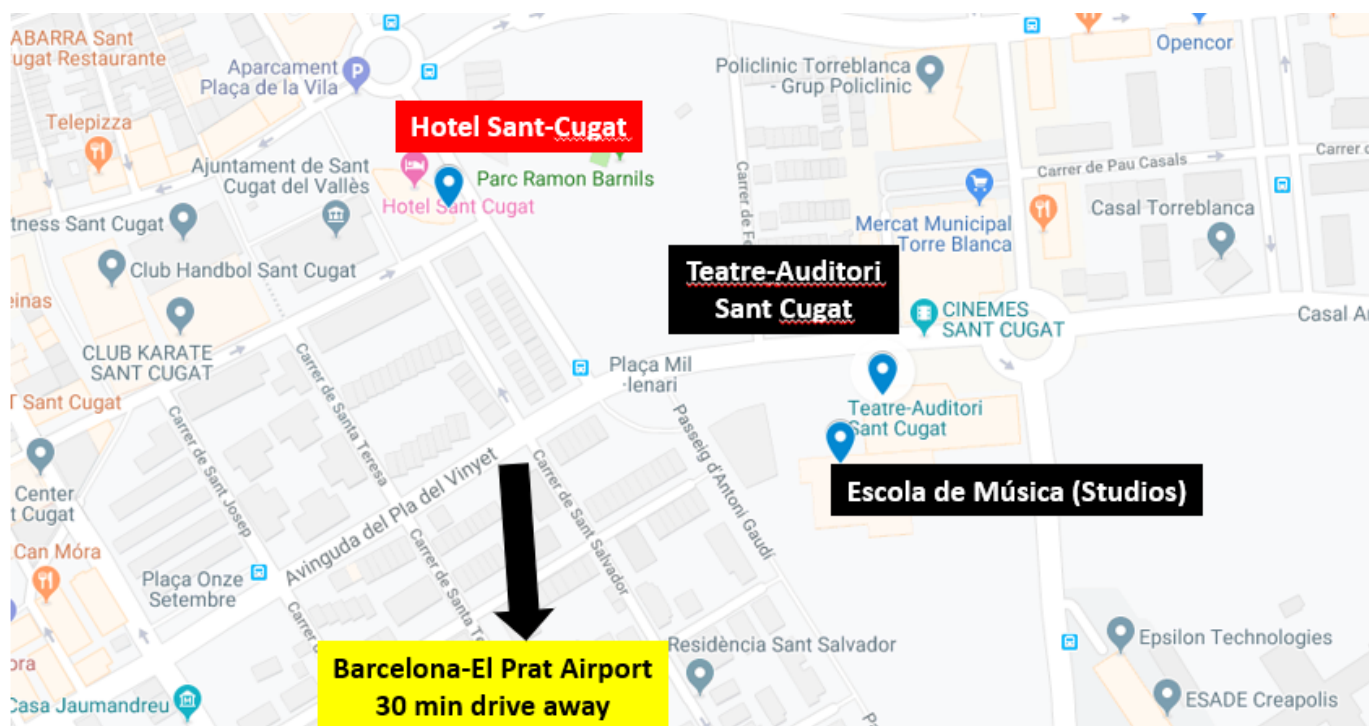 ABARRA Sant
ugat Restaurante
Aparcament
Plaça de la Vila
P
Opencor
Policlinic Torreblanca
- Grup Policlinic
Telepizza
Hotel Sant-Cugat
Ajuntament de Sant
Cugat del Vallès
Parc Ramon Barnils
Hotel Sant Cugat
Carrer de Pau Casals
Carrer
Carrer de Fe
Mercat Municipal
Torre Blanca
Casal Torreblanca
tness Sant Cugat
Club Handbol Sant Cugat
einas
Teatre-Auditori
Sant Cugat
CINEMES
SANT CUGAT
Casal
CLUB KARATE
SANT CUGAT
Plaça Mil
·lenari
T Sant Cugat
Carrer de Santa Teresa
Carrer de Sant Josep
Teatre-Auditori
Sant Cugat
Passeig d'Antoni Gaudí
Center
t Cugat
Escola de Música (Studios)
Avinguda del Pla del Vinyet
Carrer de Sant Salvador
Can Móra
Plaça Onze
Setembre
Carrer de Santa Te
Carrer
Barcelona-El Prat Airport
30 min drive away
Residència Sant Salvador
Epsilon Technologies
ora
Casa Jaumandreu
ESADE Creapolis